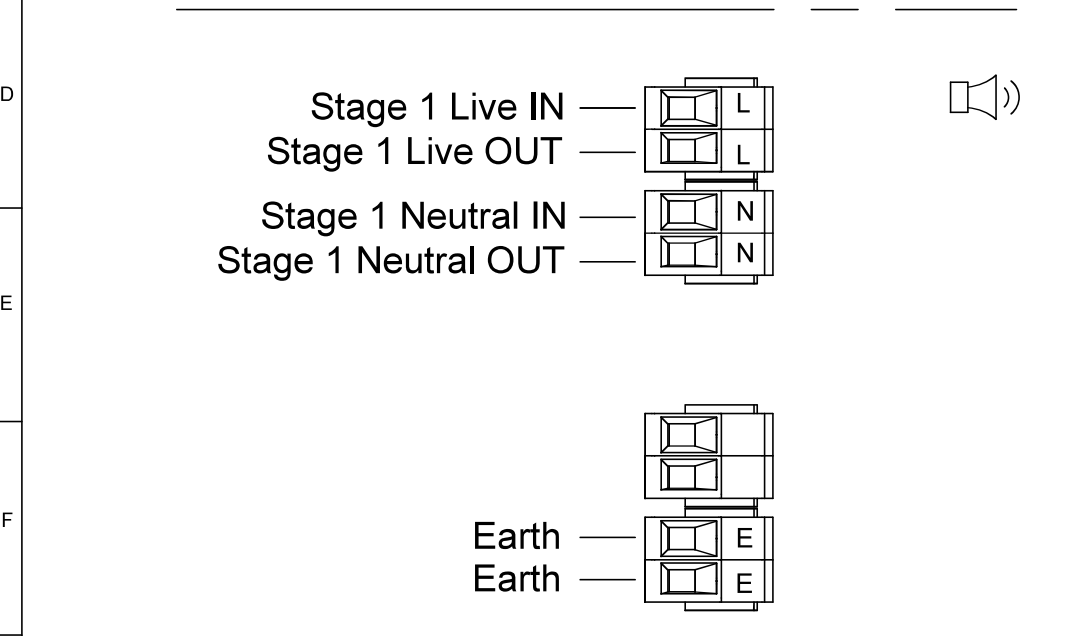 D
Stage 1 Live IN L
Stage 1 Live OUT L
Stage 1 Neutral IN N
Stage 1 Neutral OUT N
E
F
Earth E
Earth E